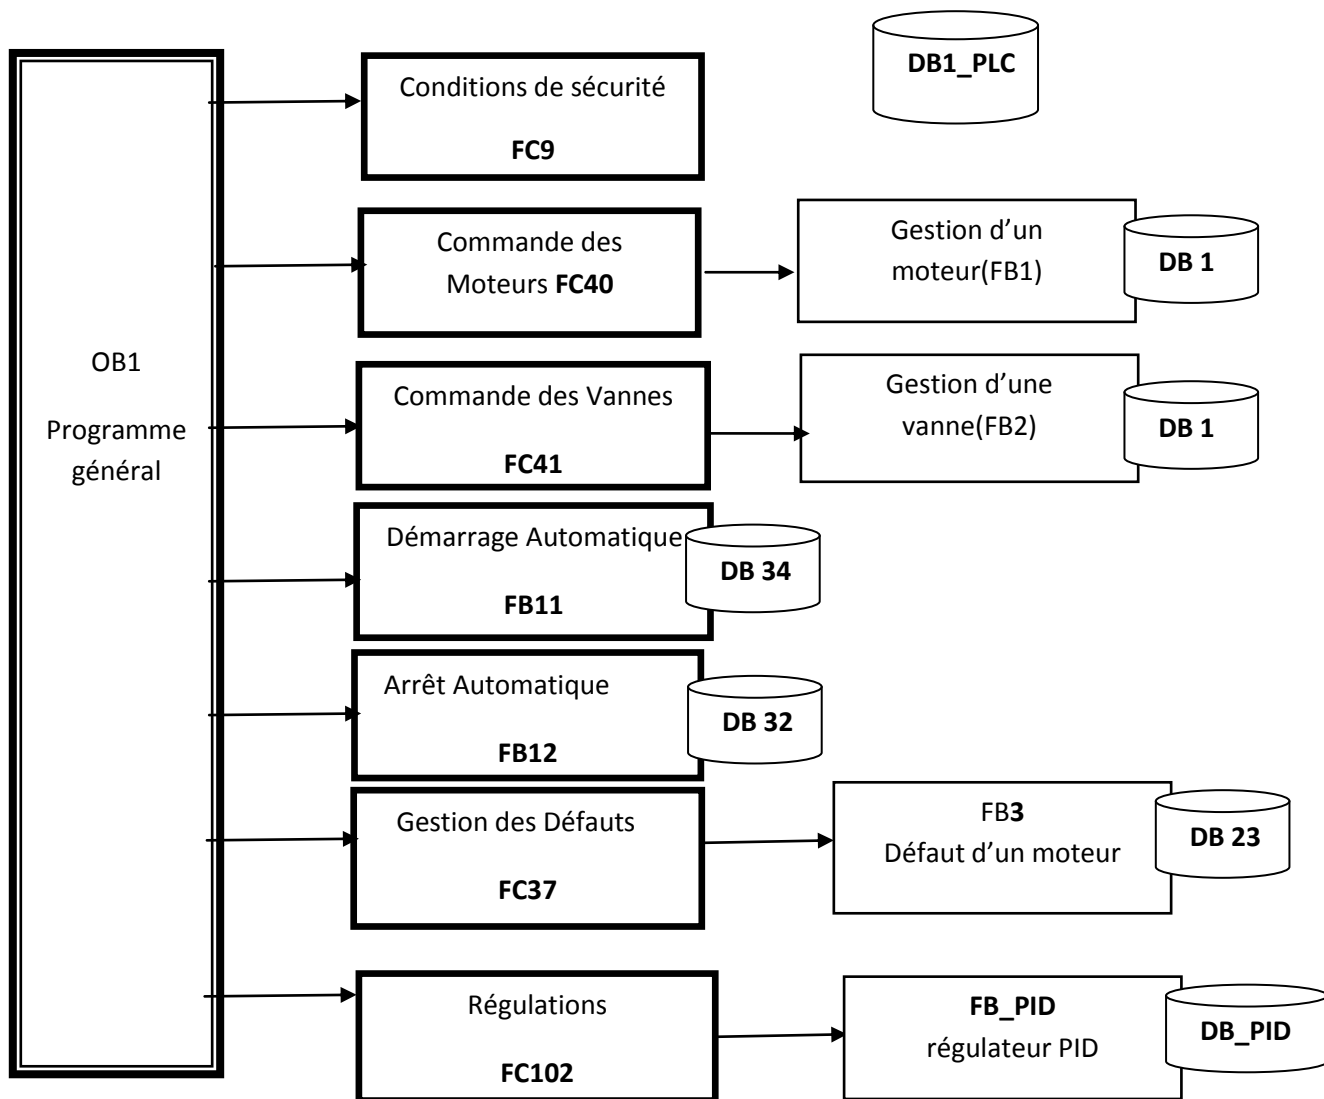 DB1_PLC
Conditions de sécurité
FC9
Commande des
Moteurs FC40
Gestion d'un
moteur(FB1)
DB 1
OB1
Programme
général
Commande des Vannes
FC41
Gestion d'une
vanne(FB2)
DB 1
Démarrage Automatique
FB11
DB 34
Arrêt Automatique
FB12
DB 32
Gestion des Défauts
FC37
FB3
Défaut d'un moteur
DB 23
Régulations
FC102
FB_PID
régulateur PID
DB_PID